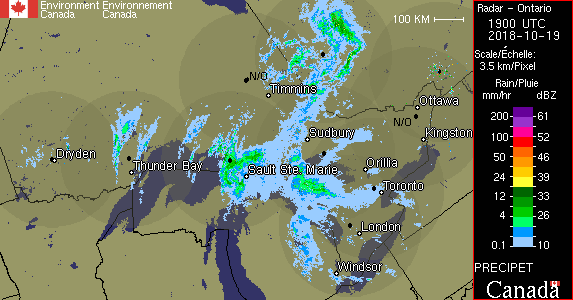 Environment Environnement
Canada Canada
100 KM
N/O
Timmins
Ottawa
N/O
Sudbury
Kingston
Dryden
Thunder Bay
Sault Ste. Marie
Orillia
Toronto
London
Windsor
Radar – Ontario
1900 UTC
2018-10-19
Scale/Échelle:
3.5 km/Pixel
Rain/Pluie
mm/hr dBZ
200 61
100 56
52
50 46
24 39
12 33
4 26
0.1 10
PRECIPET
Canada